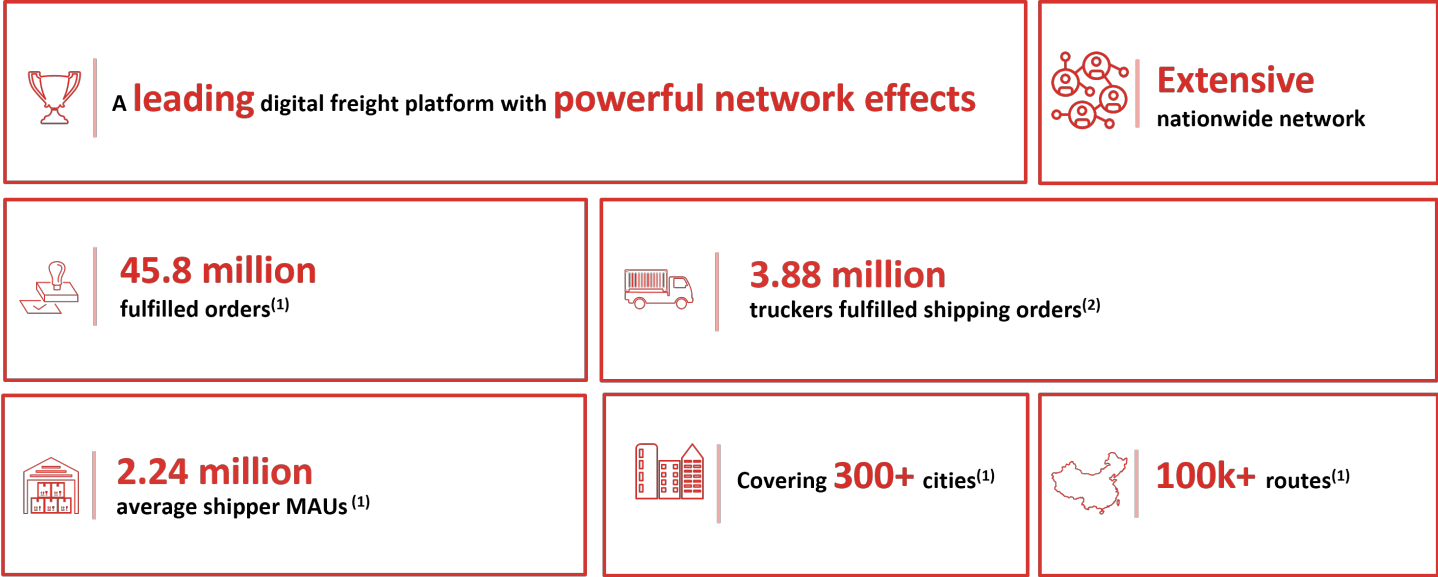 A leading digital freight platform with powerful network effects
Extensive
nationwide network
45.8 million
fulfilled orders(1)
3.88 million
truckers fulfilled shipping orders(2)
2.24 million
average shipper MAUs (1)
Covering 300+ cities(1)
100k+ routes(1)